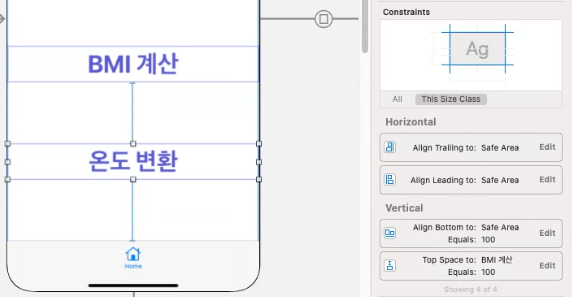 BMI 계산
온도 변환
Home
Constraints
Ag
All This Size Class
Horizontal
Align Trailing to: Safe Area Edit
Align Leading to: Safe Area Edit
Vertical
Align Bottom to: Safe Area
Equals: 100 Edit
Top Space to: BMI 계산
Equals: 100 Edit
Showing 4 of 4